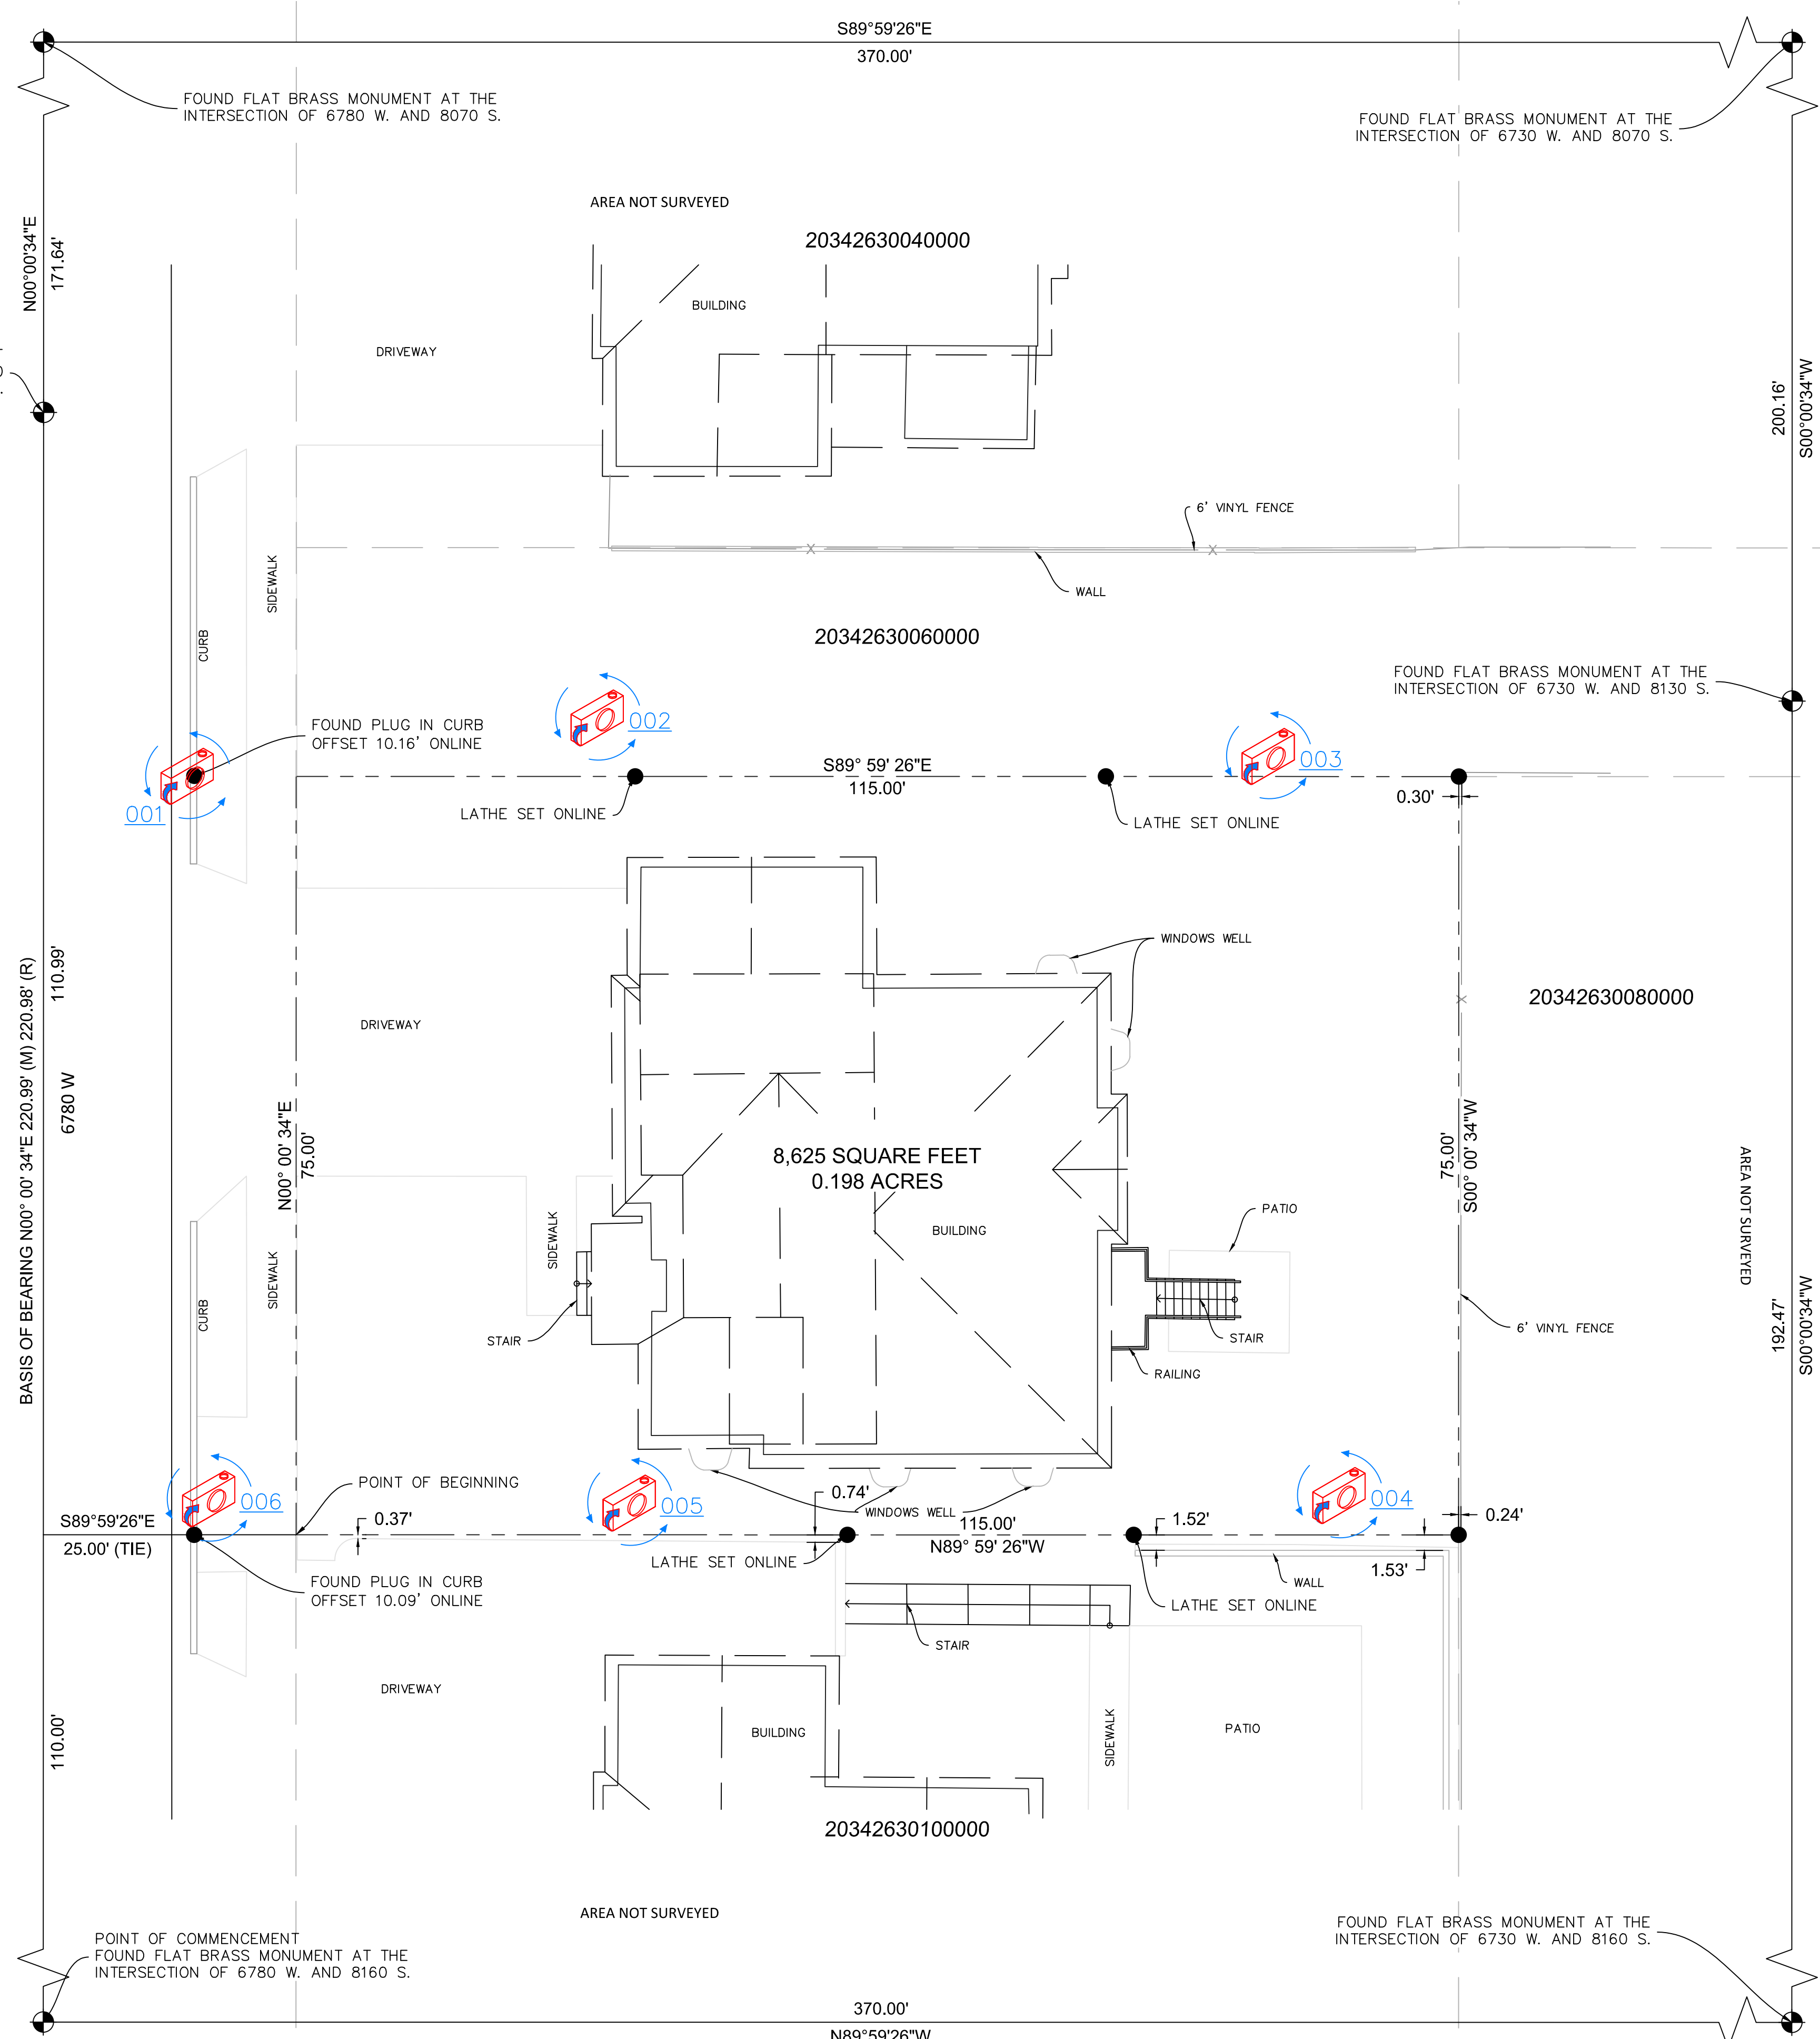 S89°59'26"E
370.00'
FOUND FLAT BRASS MONUMENT AT THE
INTERSECTION OF 6780 W. AND 8070 S.
FOUND FLAT BRASS MONUMENT AT THE
INTERSECTION OF 6730 W. AND 8070 S.
N00°00'34"E
171.64'
AREA NOT SURVEYED
20342630040000
BUILDING
DRIVEWAY
200.16'
S00°00'34"W
6' VINYL FENCE
WALL
SIDEWALK
CURB
20342630060000
FOUND FLAT BRASS MONUMENT AT THE
INTERSECTION OF 6730 W. AND 8130 S.
FOUND PLUG IN CURB
OFFSET 10.16' ONLINE
001
002
003
S89° 59' 26"E
115.00'
LATHE SET ONLINE
LATHE SET ONLINE
0.30'
WINDOWS WELL
20342630080000
DRIVEWAY
BASIS OF BEARING N00° 00' 34"E 220.99' (M) 220.98' (R)
110.99'
6780 W
N00° 00' 34"E
75.00'
8,625 SQUARE FEET
0.198 ACRES
BUILDING
75.00'
S00° 00' 34"W
AREA NOT SURVEYED
PATIO
SIDEWALK
SIDEWALK
CURB
STAIR
STAIR
RAILING
6' VINYL FENCE
192.47'
S00°00'34"W
POINT OF BEGINNING
006
005
004
S89°59'26"E
25.00' (TIE)
0.37'
0.74'
WINDOWS WELL
115.00'
N89° 59' 26"W
1.52'
0.24'
LATHE SET ONLINE
1.53'
WALL
LATHE SET ONLINE
FOUND PLUG IN CURB
OFFSET 10.09' ONLINE
STAIR
DRIVEWAY
BUILDING
SIDEWALK
PATIO
110.00'
20342630100000
AREA NOT SURVEYED
POINT OF COMMENCEMENT
FOUND FLAT BRASS MONUMENT AT THE
INTERSECTION OF 6780 W. AND 8160 S.
FOUND FLAT BRASS MONUMENT AT THE
INTERSECTION OF 6730 W. AND 8160 S.
370.00'
N89°59'26"W